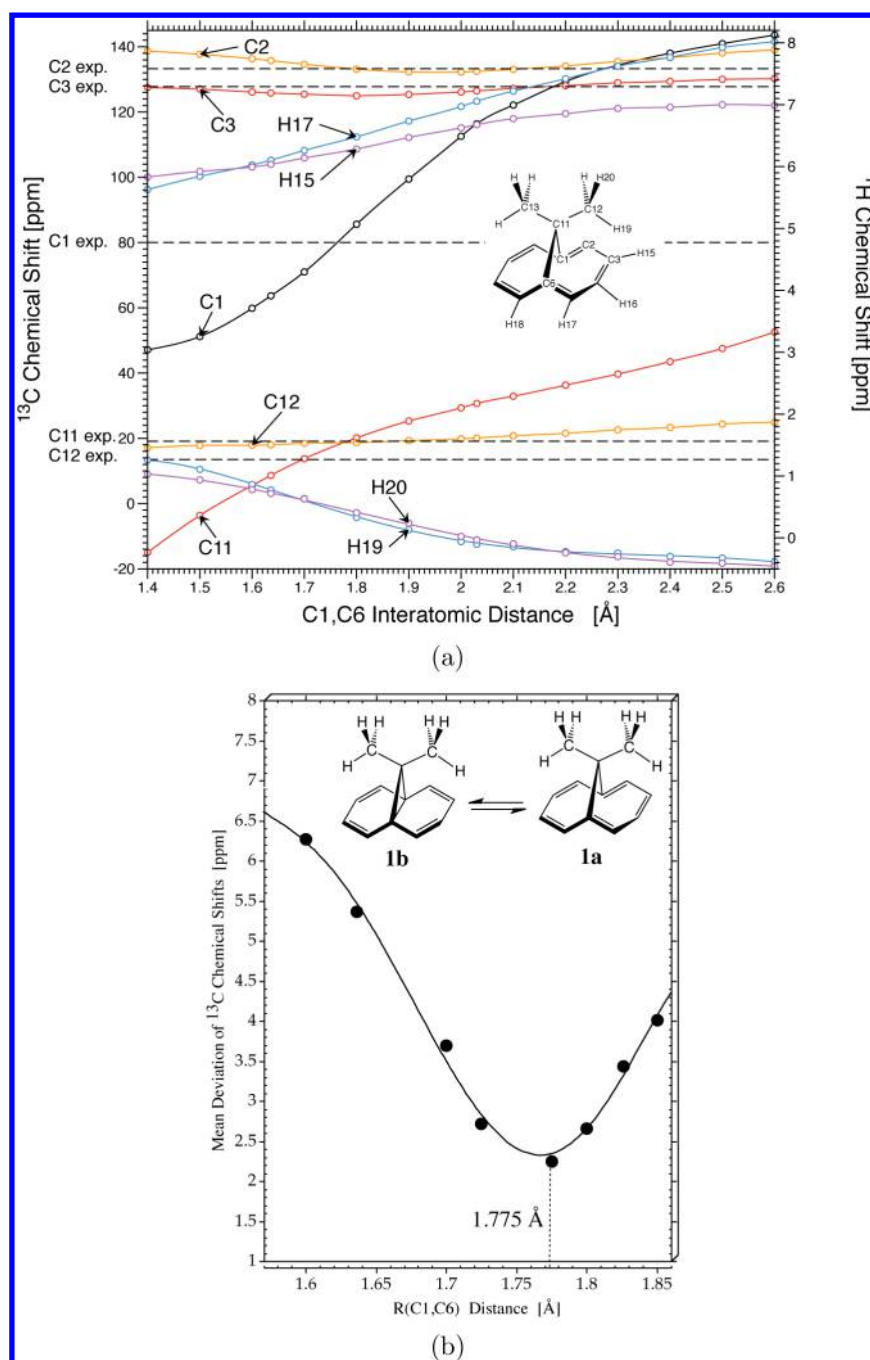 140
C2
8
C2 exp.
C3 exp.
120
C3
7
H17
H15
6
100
H H H20
C13 C12
H C11 H19
5
C1 exp. 80
C2
C1 C3 H15
C6
4
60
C1
H16
H18 H17
3
40
C12
2
C11 exp. 20
C12 exp.
1
H20
0
C11
H19
0
-20
1.4 1.5 1.6 1.7 1.8 1.9 2 2.1 2.2 2.3 2.4 2.5 2.6
13C Chemical Shift [ppm]
1H Chemical Shift [ppm]
C1,C6 Interatomic Distance [Å]
(a)
8
7.5
7
6.5
6
5.5
5
4.5
4
3.5
3
2.5
2
1.5
1
Mean Deviation of 13C Chemical Shifts [ppm]
H H H H
C C
H H
1b
H H H H
C C
H H
1a
1.775 Å
1.6 1.65 1.7 1.75 1.8 1.85
R(C1,C6) Distance [Å]
(b)